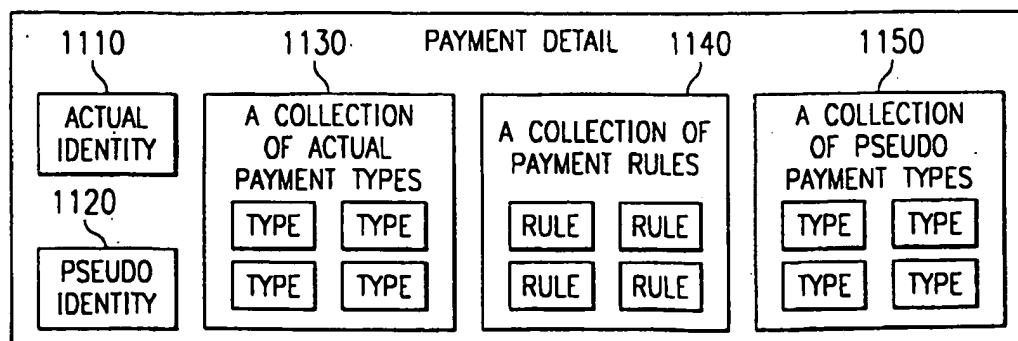 PAYMENT DETAIL
1110
ACTUAL
IDENTITY
1120
PSEUDO
IDENTITY
1130
A COLLECTION
OF ACTUAL
PAYMENT TYPES
TYPE TYPE
TYPE TYPE
1140
A COLLECTION OF
PAYMENT RULES
RULE RULE
RULE RULE
1150
A COLLECTION
OF PSEUDO
PAYMENT TYPES
TYPE TYPE
TYPE TYPE